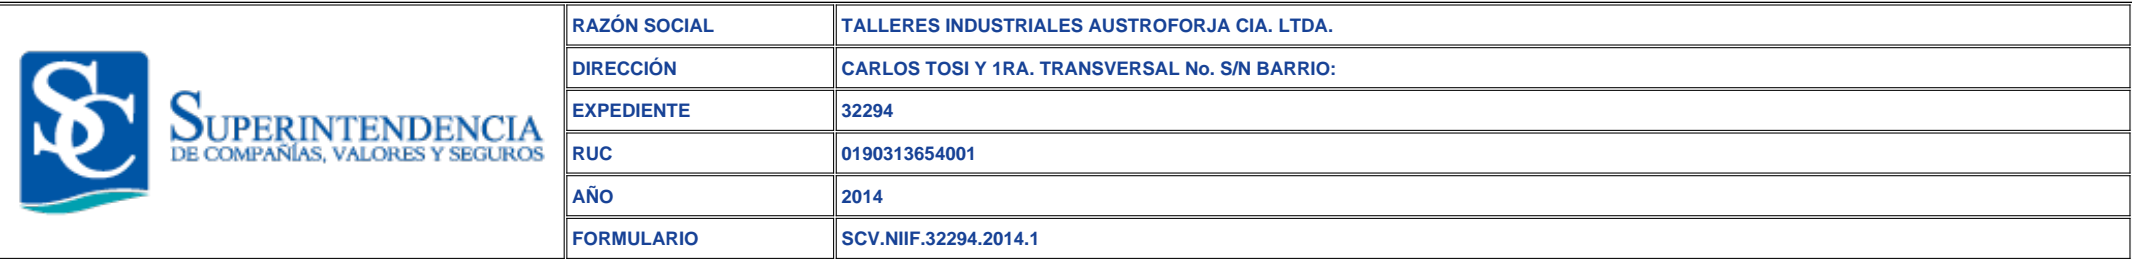 SC
SUPERINTENDENCIA
DE COMPAÑÍAS, VALORES Y SEGUROS
RAZÓN SOCIAL TALLERES INDUSTRIALES AUSTROFORJA CIA. LTDA.
DIRECCIÓN CARLOS TOSI Y 1RA. TRANSVERSAL No. S/N BARRIO:
EXPEDIENTE 32294
RUC 0190313654001
AÑO 2014
FORMULARIO SCV.NIIF.32294.2014.1